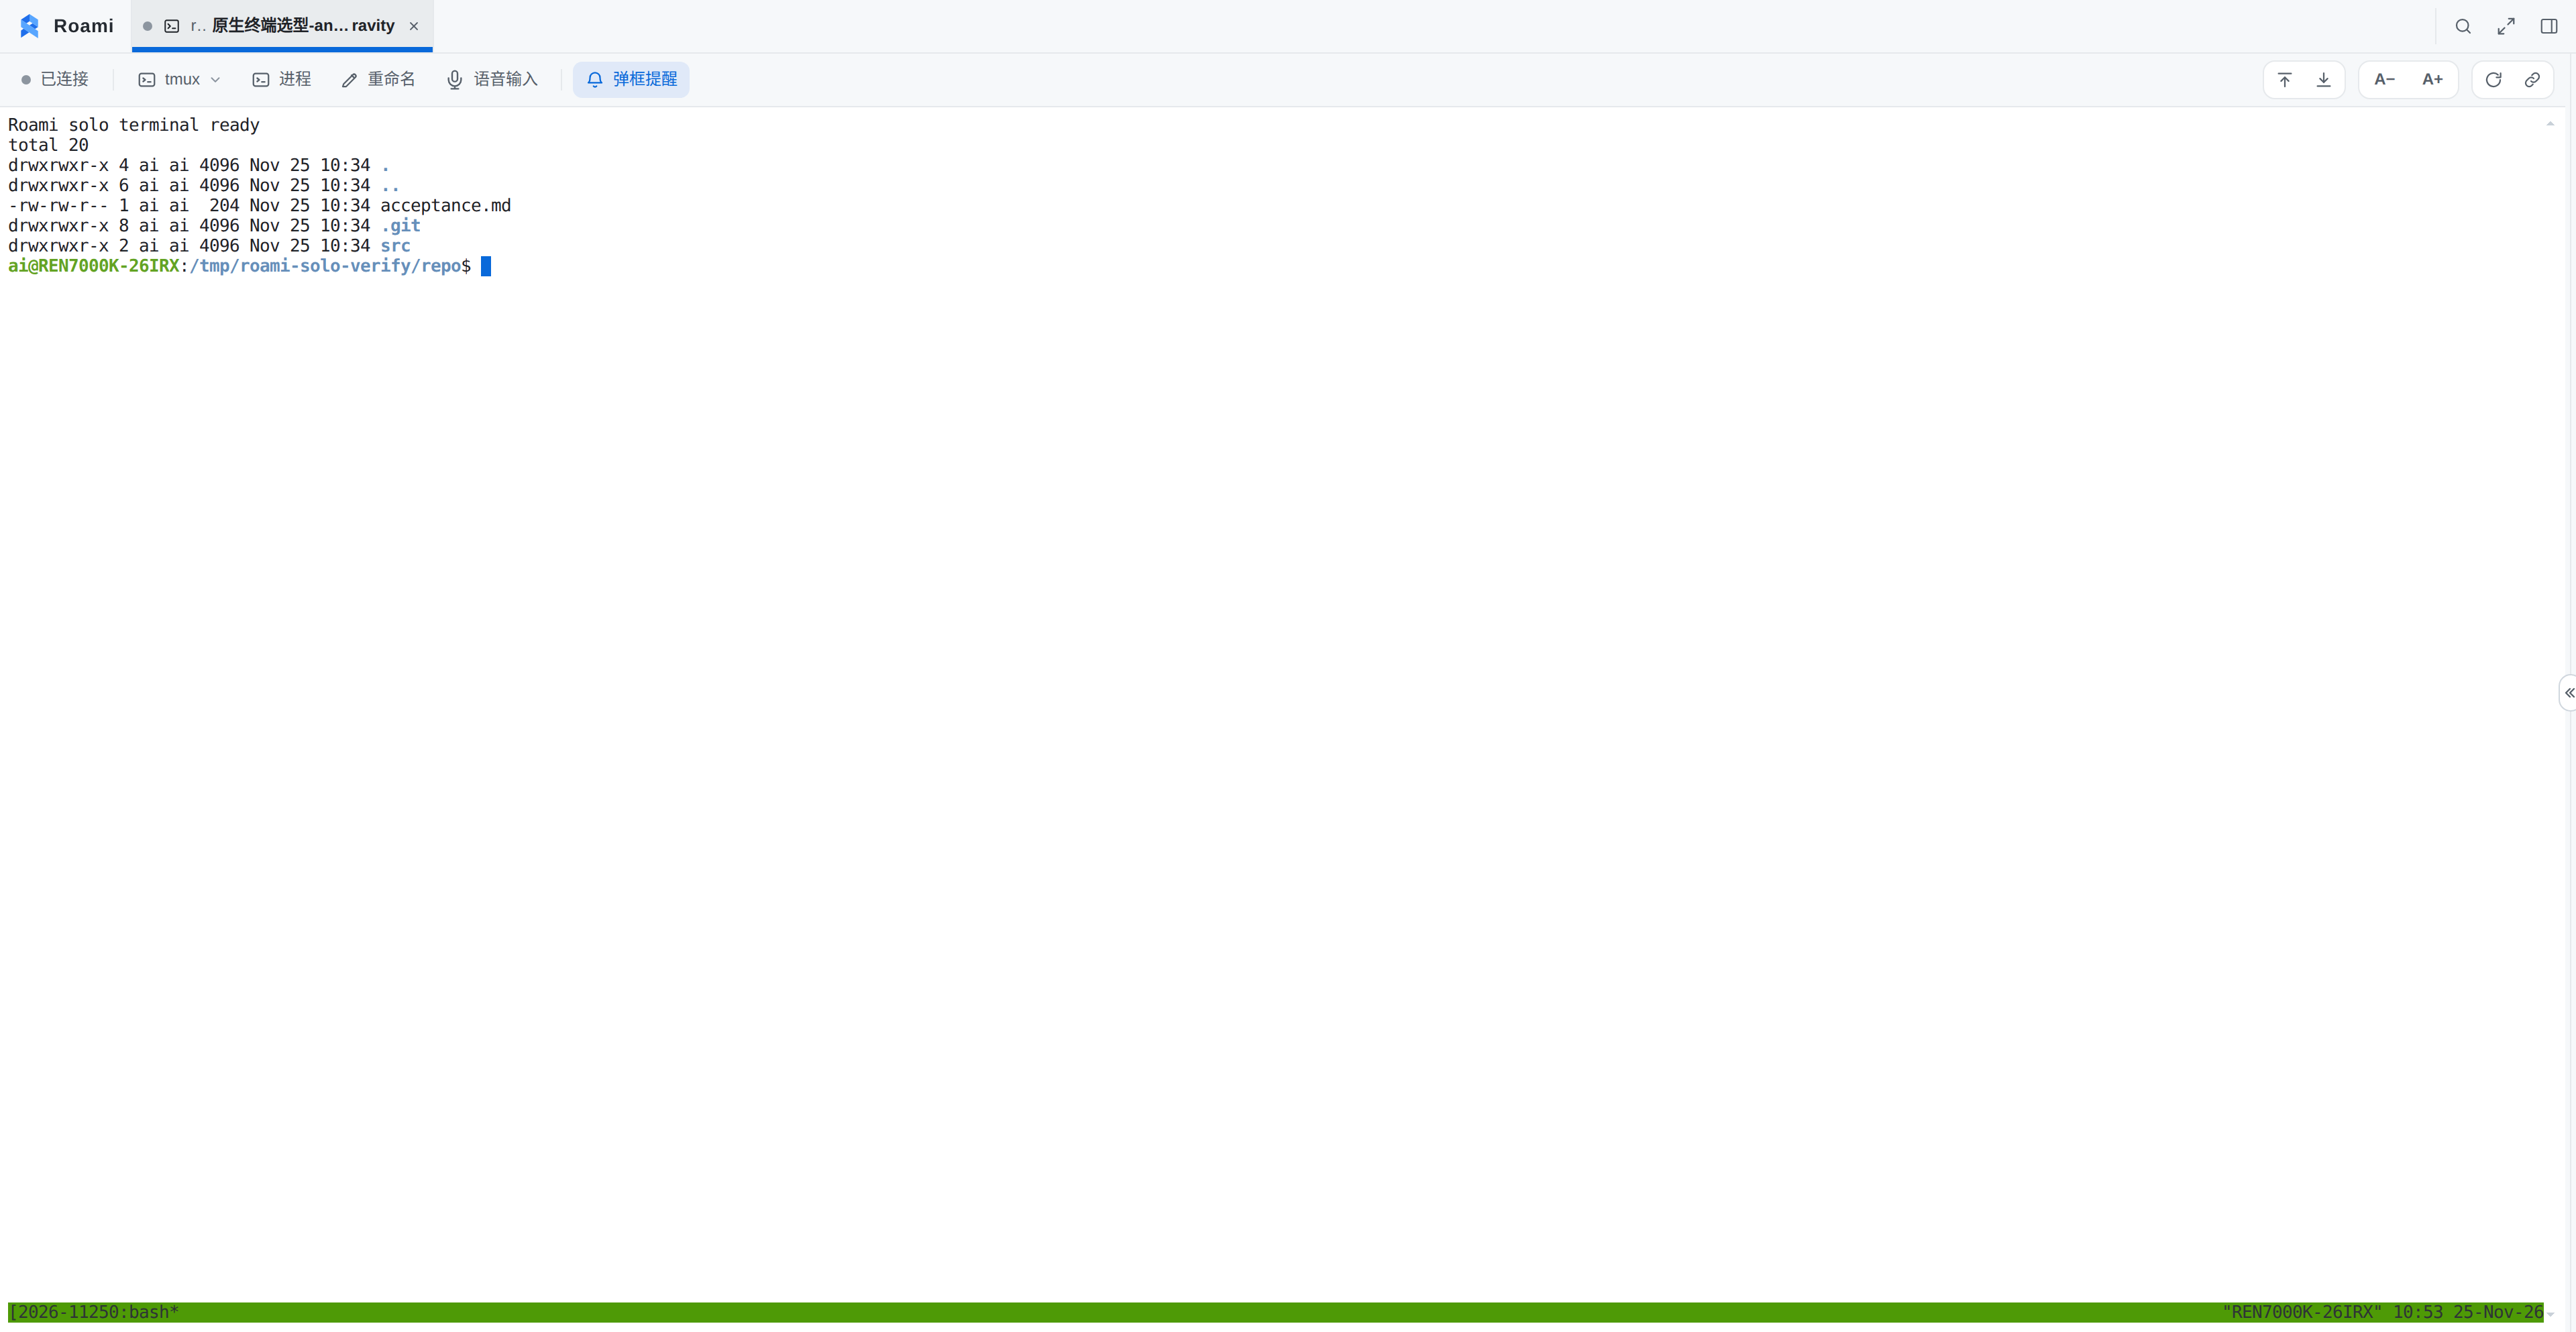 Roami
r.. 原生终端选型-an… ravity ×
已连接 tmux 进程 重命名 语音输入 弹框提醒 A− A+
Roami solo terminal ready
total 20
drwxrwxr-x 4 ai ai 4096 Nov 25 10:34 .
drwxrwxr-x 6 ai ai 4096 Nov 25 10:34 ..
-rw-rw-r-- 1 ai ai  204 Nov 25 10:34 acceptance.md
drwxrwxr-x 8 ai ai 4096 Nov 25 10:34 .git
drwxrwxr-x 2 ai ai 4096 Nov 25 10:34 src
ai@REN7000K-26IRX:/tmp/roami-solo-verify/repo$
[2026-11250:bash* "REN7000K-26IRX" 10:53 25-Nov-26